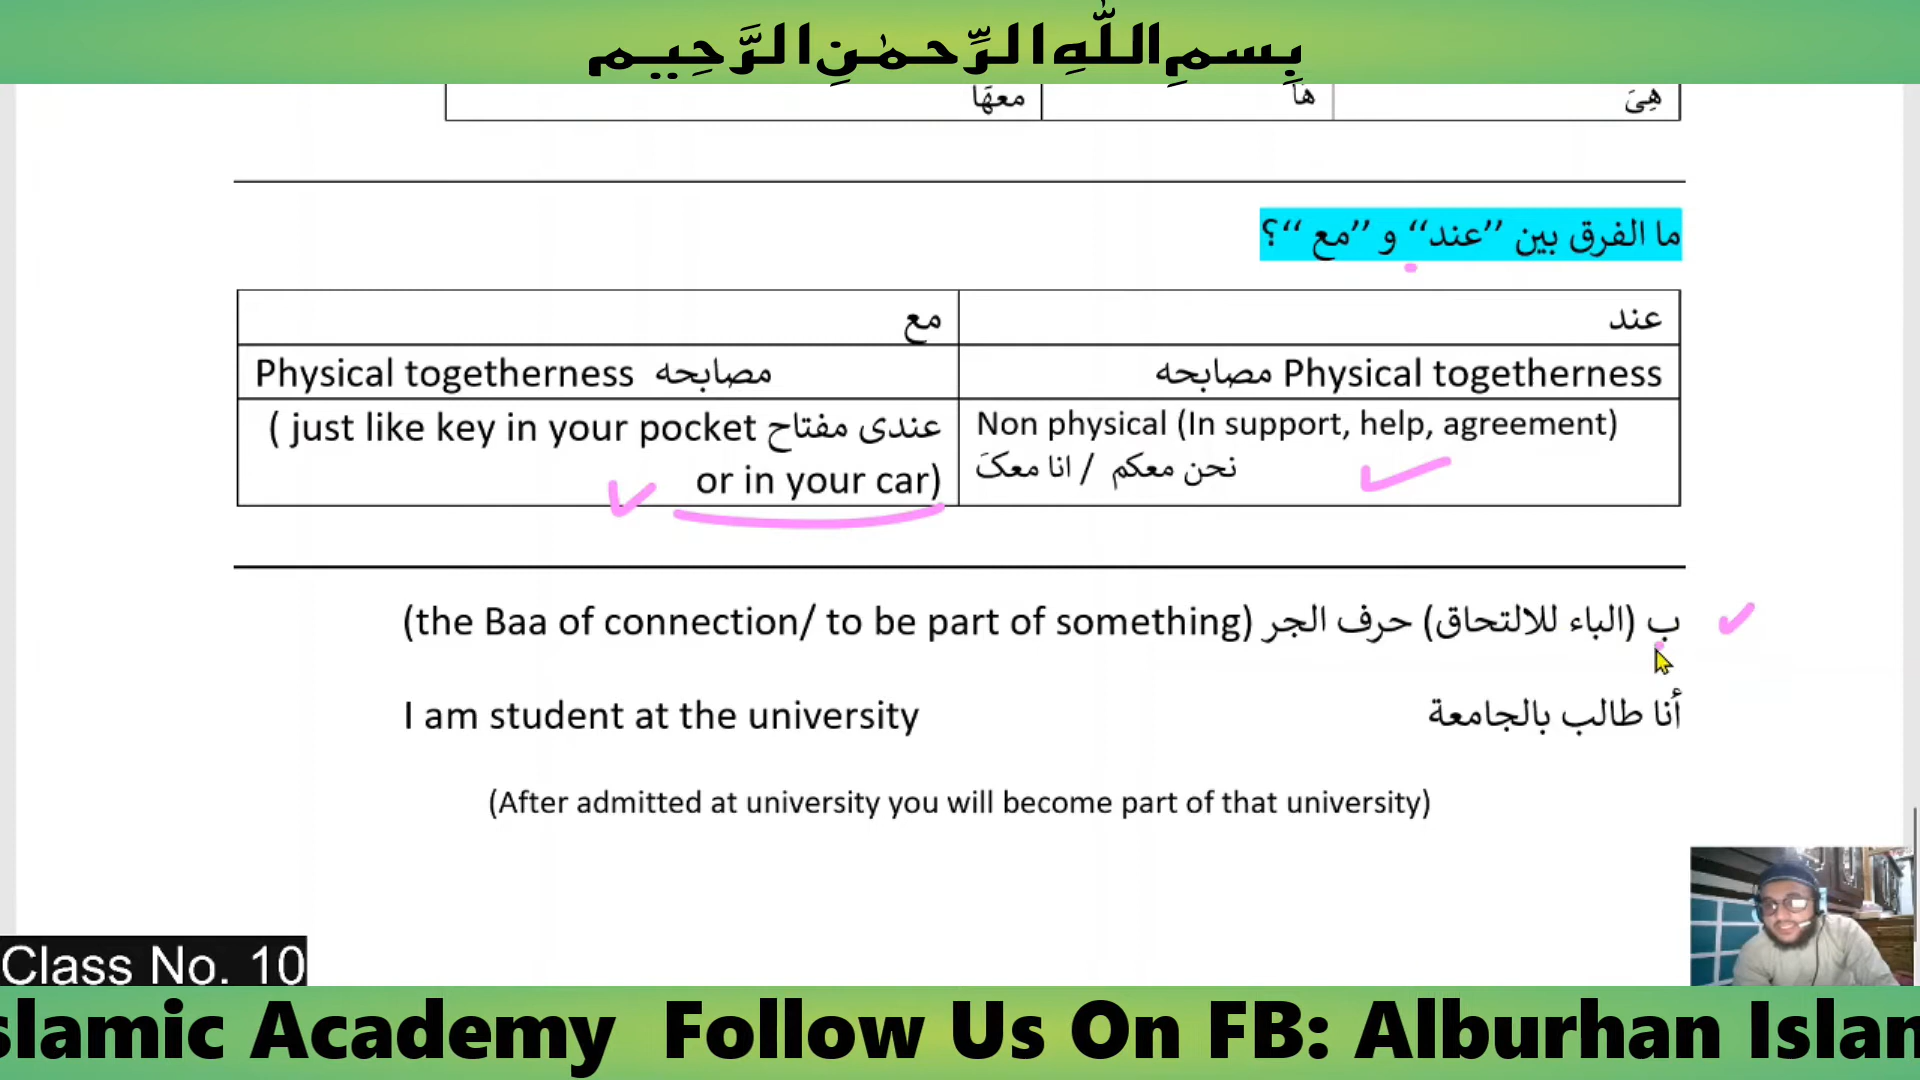 بِسمِ اللّٰهِ الرَّحمٰنِ الرَّحِيم
هِیَ ھَا معهَا
ما الفرق بين ’’عند‘‘ و ’’مع ‘‘؟
عند مع
مصابحه Physical togetherness
Physical togetherness مصابحه
Non physical (In support, help, agreement)
نحن معكم / انا معکَ
( just like key in your pocket عندی مفتاح
or in your car)
ب (الباء للالتحاق) حرف الجر (the Baa of connection/ to be part of something)
أنا طالب بالجامعة I am student at the university
(After admitted at university you will become part of that university)
Class No. 10
slamic Academy Follow Us On FB: Alburhan Islan